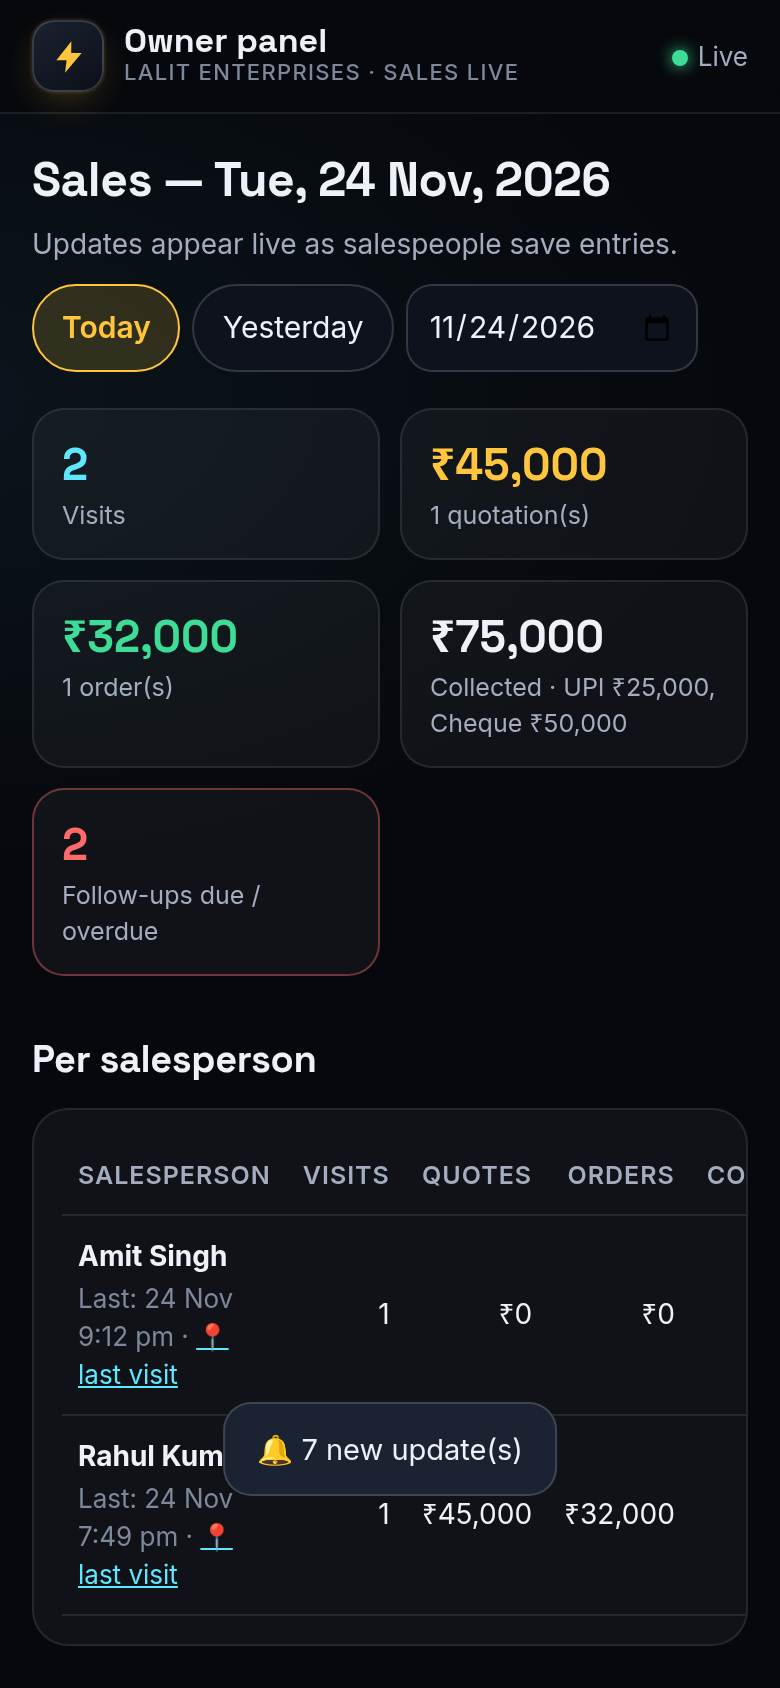 Owner panel
LALIT ENTERPRISES · SALES LIVE
Live
Sales — Tue, 24 Nov, 2026
Updates appear live as salespeople save entries.
Today
Yesterday
11/24/2026
2
Visits
₹45,000
1 quotation(s)
₹32,000
1 order(s)
₹75,000
Collected · UPI ₹25,000,
Cheque ₹50,000
2
Follow-ups due /
overdue
Per salesperson
SALESPERSON VISITS QUOTES ORDERS CO
Amit Singh
Last: 24 Nov
9:12 pm · 📍
last visit
1 ₹0 ₹0
Rahul Kum
Last: 24 Nov
7:49 pm · 📍
last visit
1 ₹45,000 ₹32,000
🔔 7 new update(s)